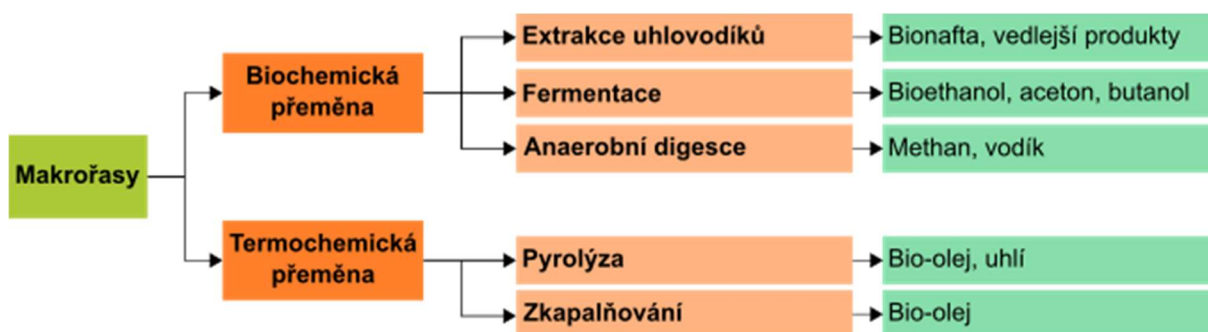 Makrořasy
Biochemická
přeměna
Extrakce uhlovodíků
Bionafta, vedlejší produkty
Fermentace
Bioethanol, aceton, butanol
Anaerobní digesce
Methan, vodík
Termochemická
přeměna
Pyrolýza
Bio-olej, uhlí
Zkapalňování
Bio-olej